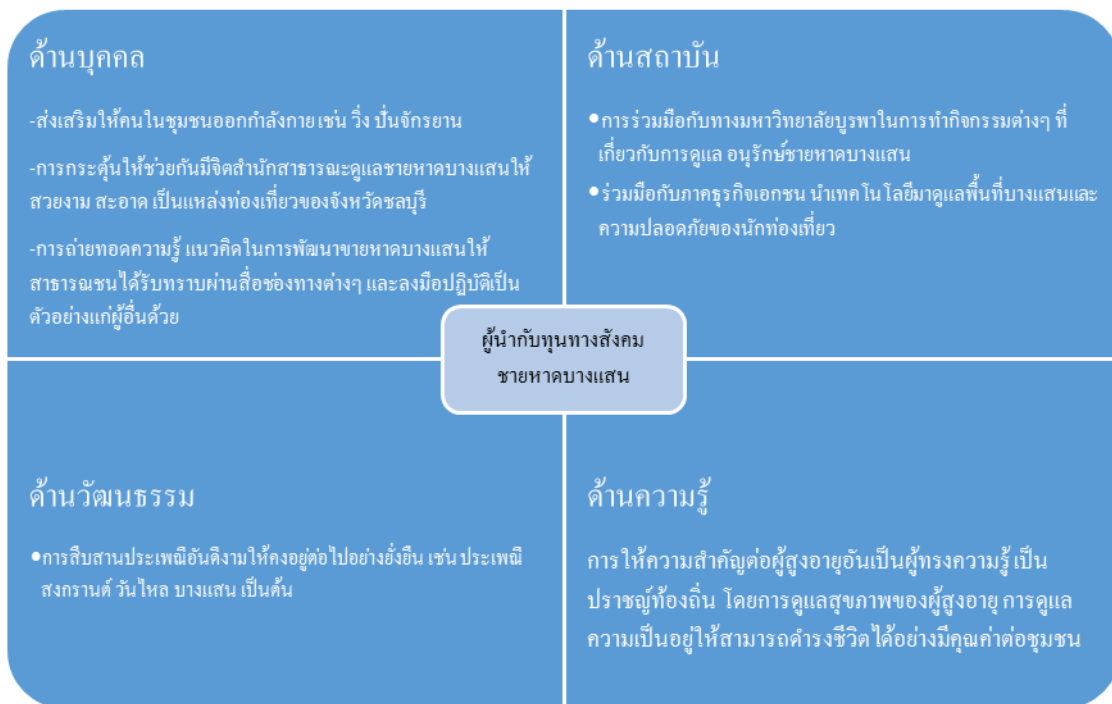 ด้านบุคคล
-ส่งเสริมให้คนในชุมชนออกกำลังกาย เช่น วิ่ง ปั่นจักรยาน
-การกระตุ้นให้ช่วยกันมีจิตสำนักสาธารณะดูแลชายหาดบางแสนให้
สวยงาม สะอาด เป็นแหล่งท่องเที่ยวของจังหวัดชลบุรี
-การถ่ายทอดความรู้ แนวคิดในการพัฒนาขายหาดบางแสนให้
สาธารณชนได้รับทราบผ่านสื่อช่องทางต่างๆ และลงมือปฏิบัติเป็น
ตัวอย่างแก่ผู้อื่นด้วย
ด้านสถาบัน
•การร่วมมือกับทางมหาวิทยาลัยบูรพาในการทำกิจกรรมต่างๆ ที่
เกี่ยวกับการดูแล อนุรักษ์ชายหาดบางแสน
•ร่วมมือกับภาคธุรกิจเอกชน นำเทคโนโลยีมาดูแลพื้นที่บางแสนและ
ความปลอดภัยของนักท่องเที่ยว
ผู้นำกับทุนทางสังคม
ชายหาดบางแสน
ด้านวัฒนธรรม
•การสืบสานประเพณีอันดีงามให้คงอยู่ต่อไปอย่างยั่งยืน เช่น ประเพณี
สงกรานต์ วันไหล บางแสน เป็นต้น
ด้านความรู้
การให้ความสำคัญต่อผู้สูงอายุอันเป็นผู้ทรงความรู้ เป็น
ปราชญ์ท้องถิ่น โดยการดูแลสุขภาพของผู้สูงอายุ การดูแล
ความเป็นอยู่ให้สามารถดำรงชีวิตได้อย่างมีคุณค่าต่อชุมชน